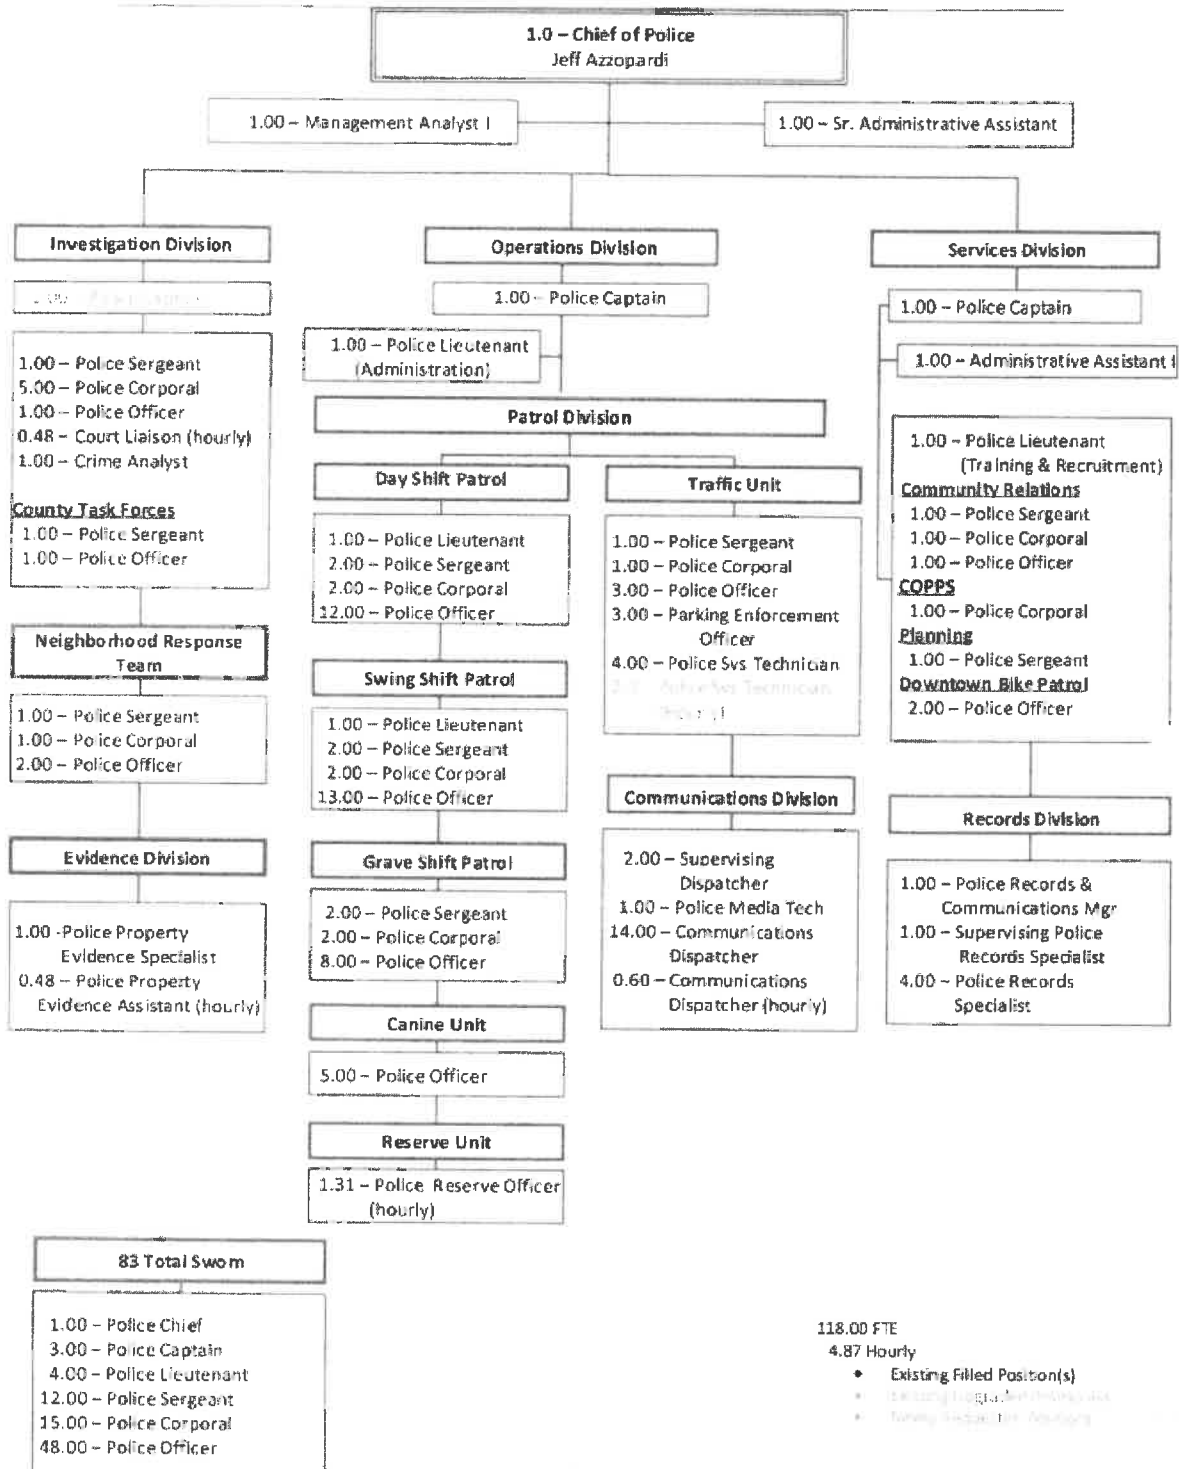 1.0 – Chief of Police
Jeff Azzopardi
1.00 – Management Analyst I
1.00 – Sr. Administrative Assistant
Investigation Division
1.00 – Police Sergeant
5.00 – Police Corporal
1.00 – Police Officer
0.48 – Court Liaison (hourly)
1.00 – Crime Analyst
County Task Forces
1.00 – Police Sergeant
1.00 – Police Officer
Neighborhood Response
Team
1.00 – Police Sergeant
1.00 – Police Corporal
2.00 – Police Officer
Evidence Division
1.00 -Police Property
Evidence Specialist
0.48 – Police Property
Evidence Assistant (hourly)
Operations Division
1.00 – Police Captain
1.00 – Police Lieutenant
(Administration)
Patrol Division
Day Shift Patrol
1.00 – Police Lieutenant
2.00 – Police Sergeant
2.00 – Police Corporal
12.00 – Police Officer
Swing Shift Patrol
1.00 – Police Lieutenant
2.00 – Police Sergeant
2.00 – Police Corporal
13.00 – Police Officer
Grave Shift Patrol
2.00 – Police Sergeant
2.00 – Police Corporal
8.00 – Police Officer
Canine Unit
5.00 – Police Officer
Reserve Unit
1.31 – Police Reserve Officer
(hourly)
Traffic Unit
1.00 – Police Sergeant
1.00 – Police Corporal
3.00 – Police Officer
3.00 – Parking Enforcement
Officer
4.00 – Police Svs Technician
Police Svs Technician
Communications Division
2.00 – Supervising
Dispatcher
1.00 – Police Media Tech
14.00 – Communications
Dispatcher
0.60 – Communications
Dispatcher (hourly)
Services Division
1.00 – Police Captain
1.00 – Administrative Assistant I
1.00 – Police Lieutenant
(Training & Recruitment)
Community Relations
1.00 – Police Sergeant
1.00 – Police Corporal
1.00 – Police Officer
COPPS
1.00 – Police Corporal
Planning
1.00 – Police Sergeant
Downtown Bike Patrol
2.00 – Police Officer
Records Division
1.00 – Police Records &
Communications Mgr
1.00 – Supervising Police
Records Specialist
4.00 – Police Records
Specialist
83 Total Sworn
1.00 – Police Chief
3.00 – Police Captain
4.00 – Police Lieutenant
12.00 – Police Sergeant
15.00 – Police Corporal
48.00 – Police Officer
118.00 FTE
4.87 Hourly
• Existing Filled Position(s)